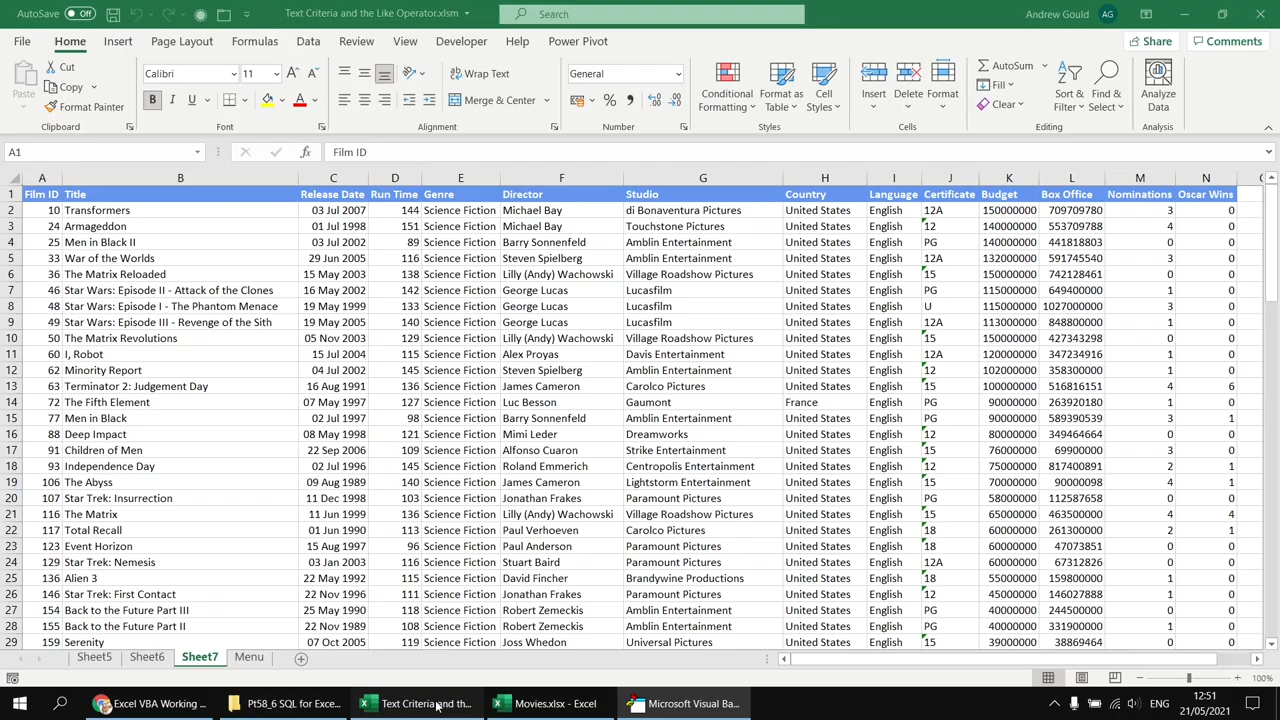 AutoSave Off Text Criteria and the Like Operator.xlsm Search Andrew Gould AG
File Home Insert Draw Page Layout Formulas Data Review View Developer Help Power Pivot Share Comments
Cut Calibri 11 Wrap Text General AutoSum
Copy Fill
Paste Format Painter Merge & Center Conditional Formatting Format as Table Cell Styles Insert Delete Format Clear Sort & Filter Find & Select Analyze Data
Clipboard Font Alignment Number Styles Cells Editing Analysis
A1 Film ID
A B C D E F G H I J K L M N
1 Film ID Title Release Date Run Time Genre Director Studio Country Language Certificate Budget Box Office Nominations Oscar Wins
2 10 Transformers 03 Jul 2007 144 Science Fiction Michael Bay di Bonaventura Pictures United States English 12A 150000000 709709780 3 0
3 24 Armageddon 01 Jul 1998 151 Science Fiction Michael Bay Touchstone Pictures United States English 12 140000000 553709788 4 0
4 25 Men in Black II 03 Jul 2002 89 Science Fiction Barry Sonnenfeld Amblin Entertainment United States English PG 140000000 441818803 0 0
5 33 War of the Worlds 29 Jun 2005 116 Science Fiction Steven Spielberg Amblin Entertainment United States English 12A 132000000 591745540 3 0
6 36 The Matrix Reloaded 15 May 2003 138 Science Fiction Lilly (Andy) Wachowski Village Roadshow Pictures United States English 15 150000000 742128461 0 0
7 46 Star Wars: Episode II - Attack of the Clones 16 May 2002 142 Science Fiction George Lucas Lucasfilm United States English PG 115000000 649400000 1 0
8 48 Star Wars: Episode I - The Phantom Menace 19 May 1999 133 Science Fiction George Lucas Lucasfilm United States English U 115000000 1027000000 3 0
9 49 Star Wars: Episode III - Revenge of the Sith 19 May 2005 140 Science Fiction George Lucas Lucasfilm United States English 12A 113000000 848800000 1 0
10 50 The Matrix Revolutions 05 Nov 2003 129 Science Fiction Lilly (Andy) Wachowski Village Roadshow Pictures United States English 15 150000000 427343298 0 0
11 60 I, Robot 15 Jul 2004 115 Science Fiction Alex Proyas Davis Entertainment United States English 12A 120000000 347234916 1 0
12 62 Minority Report 04 Jul 2002 145 Science Fiction Steven Spielberg Amblin Entertainment United States English 12 102000000 358300000 1 0
13 63 Terminator 2: Judgement Day 16 Aug 1991 136 Science Fiction James Cameron Carolco Pictures United States English 15 100000000 516816151 4 6
14 72 The Fifth Element 07 May 1997 127 Science Fiction Luc Besson Gaumont France English PG 90000000 263920180 1 0
15 77 Men in Black 02 Jul 1997 98 Science Fiction Barry Sonnenfeld Amblin Entertainment United States English PG 90000000 589390539 3 1
16 88 Deep Impact 08 May 1998 121 Science Fiction Mimi Leder Dreamworks United States English 12 80000000 349464664 0 0
17 91 Children of Men 22 Sep 2006 109 Science Fiction Alfonso Cuaron Strike Entertainment United States English 15 76000000 69900000 3 0
18 93 Independence Day 02 Jul 1996 145 Science Fiction Roland Emmerich Centropolis Entertainment United States English 12 75000000 817400891 2 1
19 106 The Abyss 09 Aug 1989 140 Science Fiction James Cameron Lightstorm Entertainment United States English 15 70000000 90000098 4 1
20 107 Star Trek: Insurrection 11 Dec 1998 103 Science Fiction Jonathan Frakes Paramount Pictures United States English PG 58000000 112587658 0 0
21 116 The Matrix 11 Jun 1999 136 Science Fiction Lilly (Andy) Wachowski Village Roadshow Pictures United States English 15 65000000 463500000 4 4
22 117 Total Recall 01 Jun 1990 113 Science Fiction Paul Verhoeven Carolco Pictures United States English 18 60000000 261300000 2 1
23 123 Event Horizon 15 Aug 1997 96 Science Fiction Paul Anderson Paramount Pictures United States English 18 60000000 47073851 0 0
24 129 Star Trek: Nemesis 03 Jan 2003 116 Science Fiction Stuart Baird Paramount Pictures United States English 12A 60000000 67312826 0 0
25 136 Alien 3 22 May 1992 115 Science Fiction David Fincher Brandywine Productions United States English 18 55000000 159800000 1 0
26 146 Star Trek: First Contact 22 Nov 1996 111 Science Fiction Jonathan Frakes Paramount Pictures United States English 12 45000000 146027888 1 0
27 154 Back to the Future Part III 25 May 1990 118 Science Fiction Robert Zemeckis Amblin Entertainment United States English PG 40000000 244500000 0 0
28 155 Back to the Future Part II 22 Nov 1989 108 Science Fiction Robert Zemeckis Amblin Entertainment United States English PG 40000000 331900000 1 0
29 159 Serenity 07 Oct 2005 119 Science Fiction Joss Whedon Universal Pictures United States English 15 39000000 38869464 0 0
Sheet5 Sheet6 Sheet7 Menu
100%
Excel VBA Working ... Pt58_6 SQL for Exce... Text Criteria and th... Movies.xlsx - Excel Microsoft Visual Ba... 12:51
21/05/2021